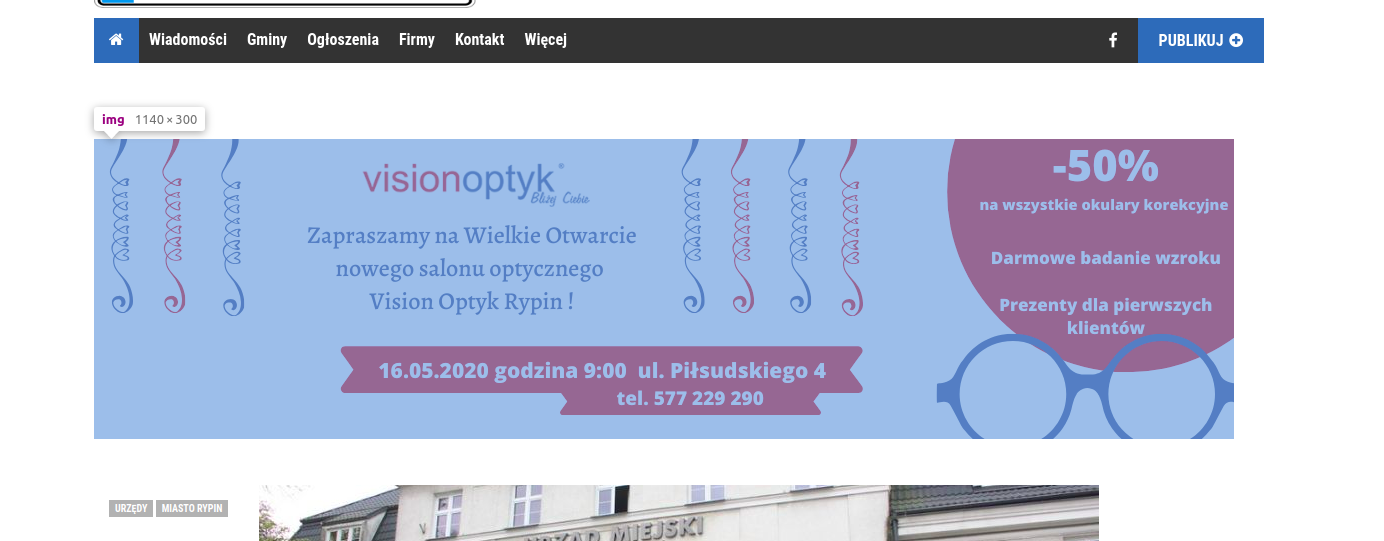 Wiadomości Gminy Ogłoszenia Firmy Kontakt Więcej PUBLIKUJ
img 1140 × 300
visionoptyk
Bliżej Ciebie
Zapraszamy na Wielkie Otwarcie
nowego salonu optycznego
Vision Optyk Rypin !
16.05.2020 godzina 9:00 ul. Piłsudskiego 4
tel. 577 229 290
-50%
na wszystkie okulary korekcyjne
Darmowe badanie wzroku
Prezenty dla pierwszych
klientów
URZĘDY MIASTO RYPIN
URZĄD MIEJSKI